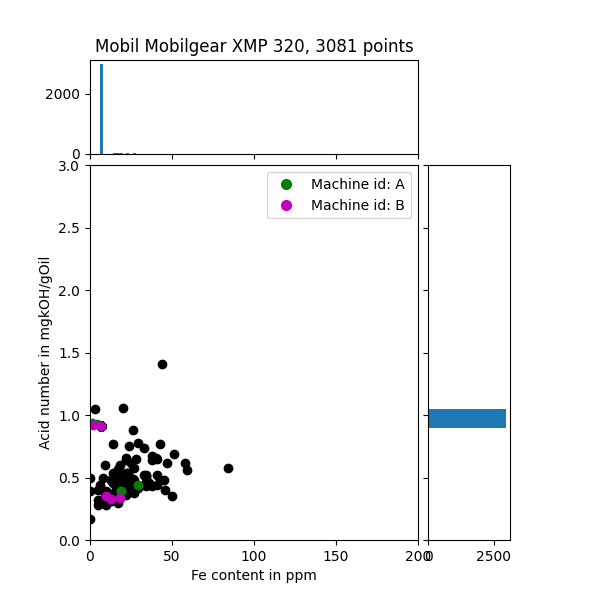 Mobil Mobilgear XMP 320, 3081 points
2000
0
3.0
2.5
2.0
1.5
1.0
0.5
0.0
Acid number in mgkOH/gOil
Machine id: A
Machine id: B
0 50 100 150 200
0 2500
Fe content in ppm